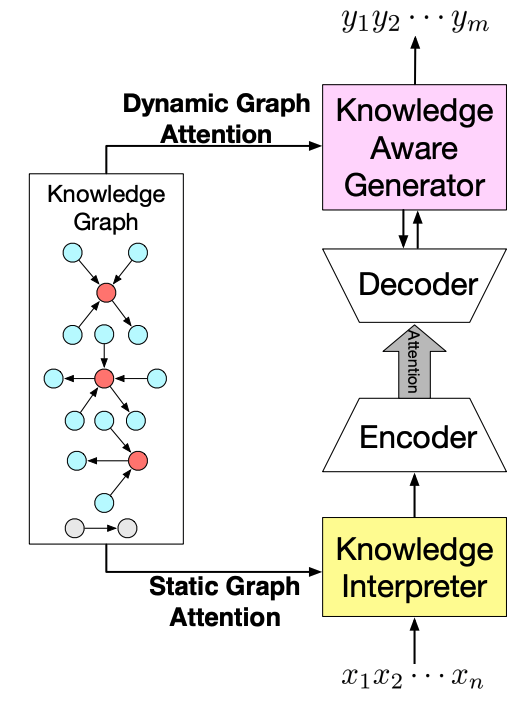 y₁y₂ ⋯ yₘ
Dynamic Graph
Attention
Knowledge
Aware
Generator
Knowledge
Graph
Decoder
Attention
Encoder
Knowledge
Interpreter
Static Graph
Attention
x₁x₂ ⋯ xₙ